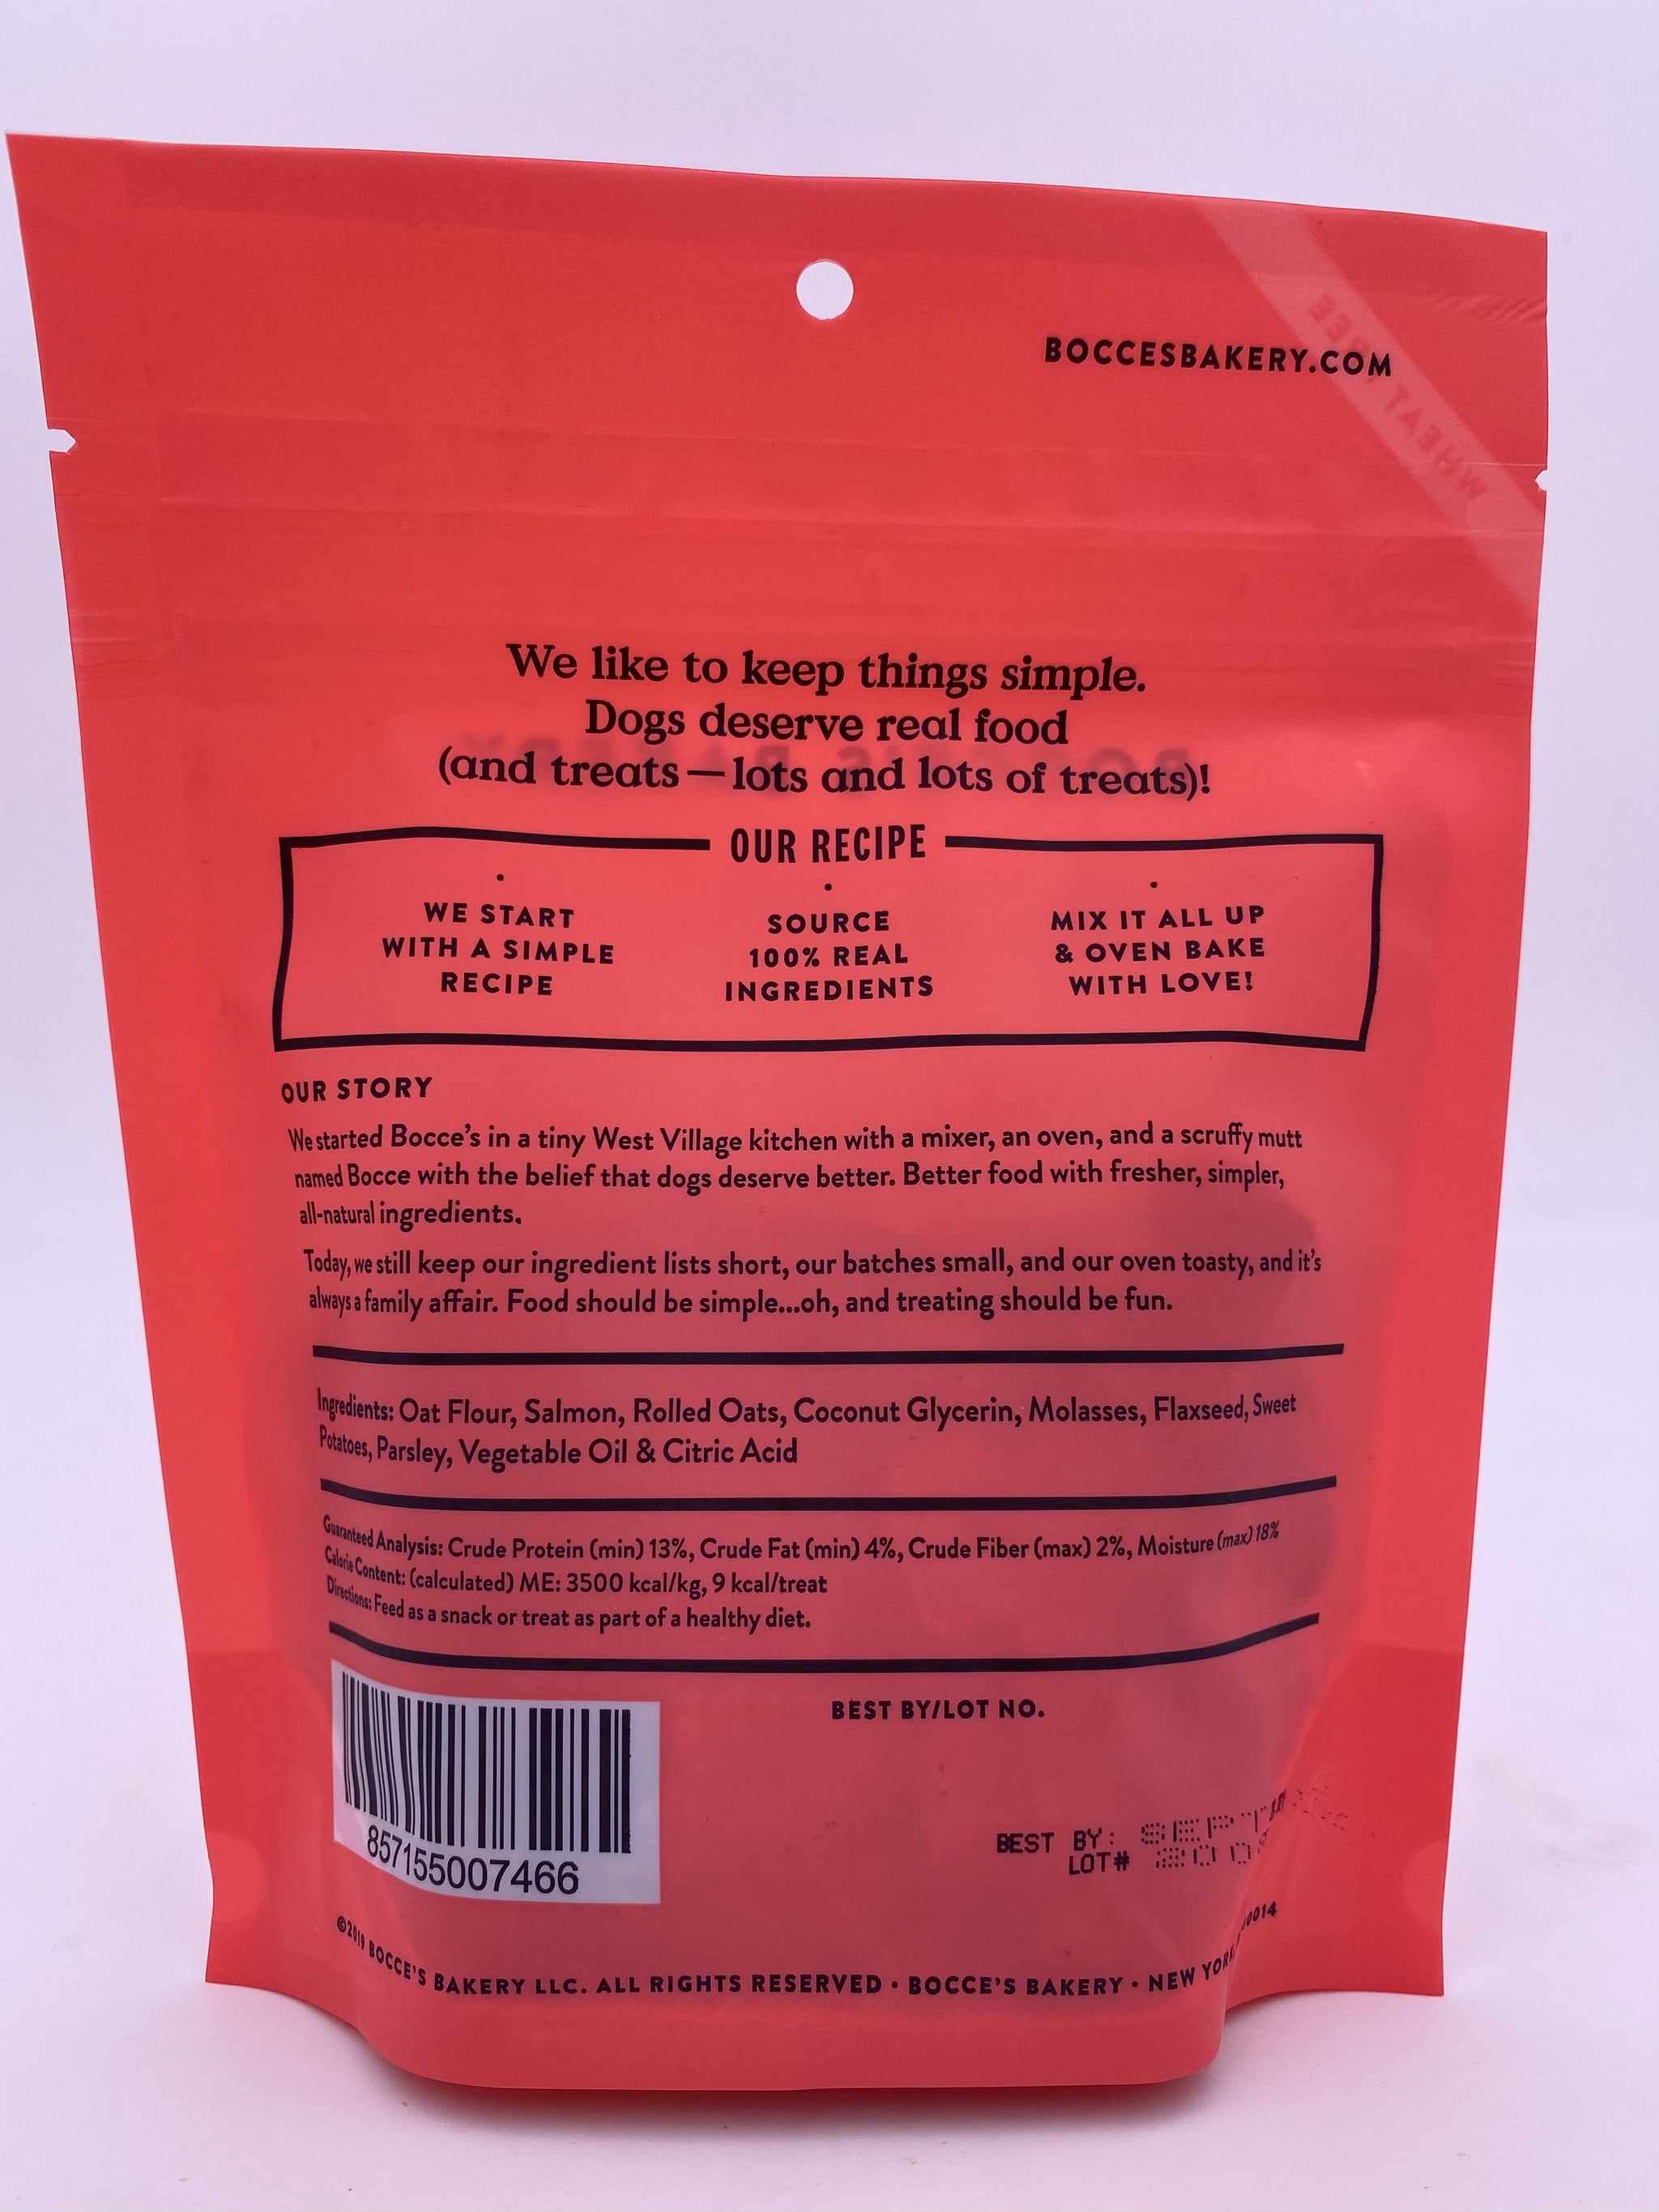 BOCCESBAKERY.COM
WHEAT FREE
We like to keep things simple.
Dogs deserve real food
(and treats — lots and lots of treats)!
OUR RECIPE
WE START
WITH A SIMPLE
RECIPE
SOURCE
100% REAL
INGREDIENTS
MIX IT ALL UP
& OVEN BAKE
WITH LOVE!
OUR STORY
We started Bocce's in a tiny West Village kitchen with a mixer, an oven, and a scruffy mutt
named Bocce with the belief that dogs deserve better. Better food with fresher, simpler,
all-natural ingredients.
Today, we still keep our ingredient lists short, our batches small, and our oven toasty, and it's
always a family affair. Food should be simple...oh, and treating should be fun.
Ingredients: Oat Flour, Salmon, Rolled Oats, Coconut Glycerin, Molasses, Flaxseed, Sweet
Potatoes, Parsley, Vegetable Oil & Citric Acid
Guaranteed Analysis: Crude Protein (min) 13%, Crude Fat (min) 4%, Crude Fiber (max) 2%, Moisture (max) 18%
Calorie Content: (calculated) ME: 3500 kcal/kg, 9 kcal/treat
Directions: Feed as a snack or treat as part of a healthy diet.
BEST BY/LOT NO.
857155007466
BEST BY: SEPT
LOT#
©2019 BOCCE'S BAKERY LLC. ALL RIGHTS RESERVED • BOCCE'S BAKERY • NEW YORK,